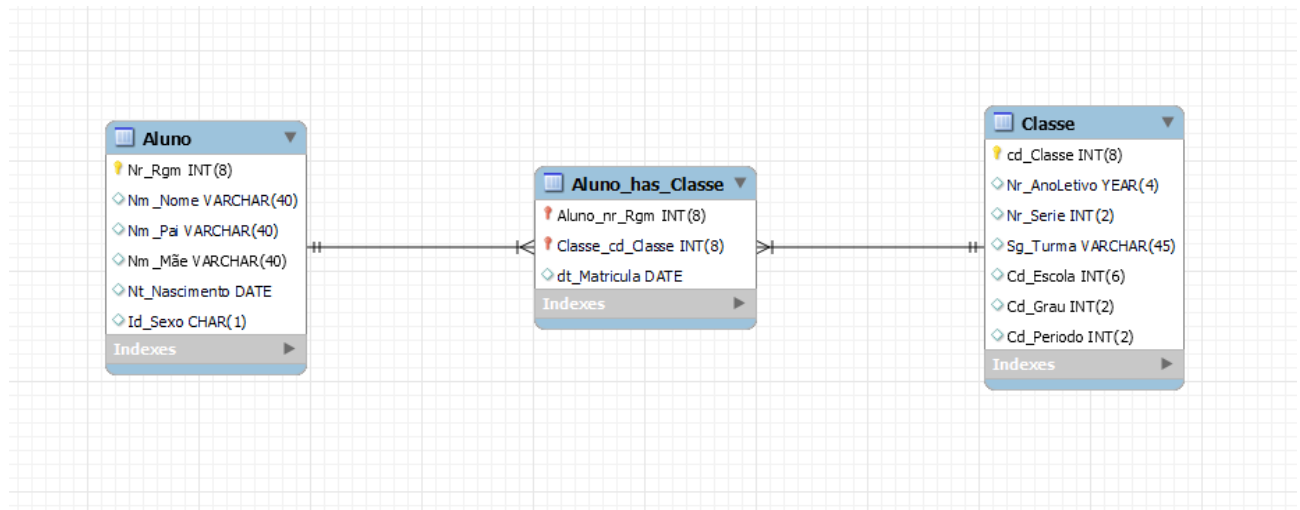 Aluno
Nr_Rgm INT(8)
Nm _Nome VARCHAR(40)
Nm _Pai VARCHAR(40)
Nm _Mãe VARCHAR(40)
Nt_Nascimento DATE
Id_Sexo CHAR(1)
Indexes
Aluno_has_Classe
Aluno_nr_Rgm INT(8)
Classe_cd_Classe INT(8)
dt_Matricula DATE
Indexes
Classe
cd_Classe INT(8)
Nr_AnoLetivo YEAR(4)
Nr_Serie INT(2)
Sg_Turma VARCHAR(45)
Cd_Escola INT(6)
Cd_Grau INT(2)
Cd_Periodo INT(2)
Indexes